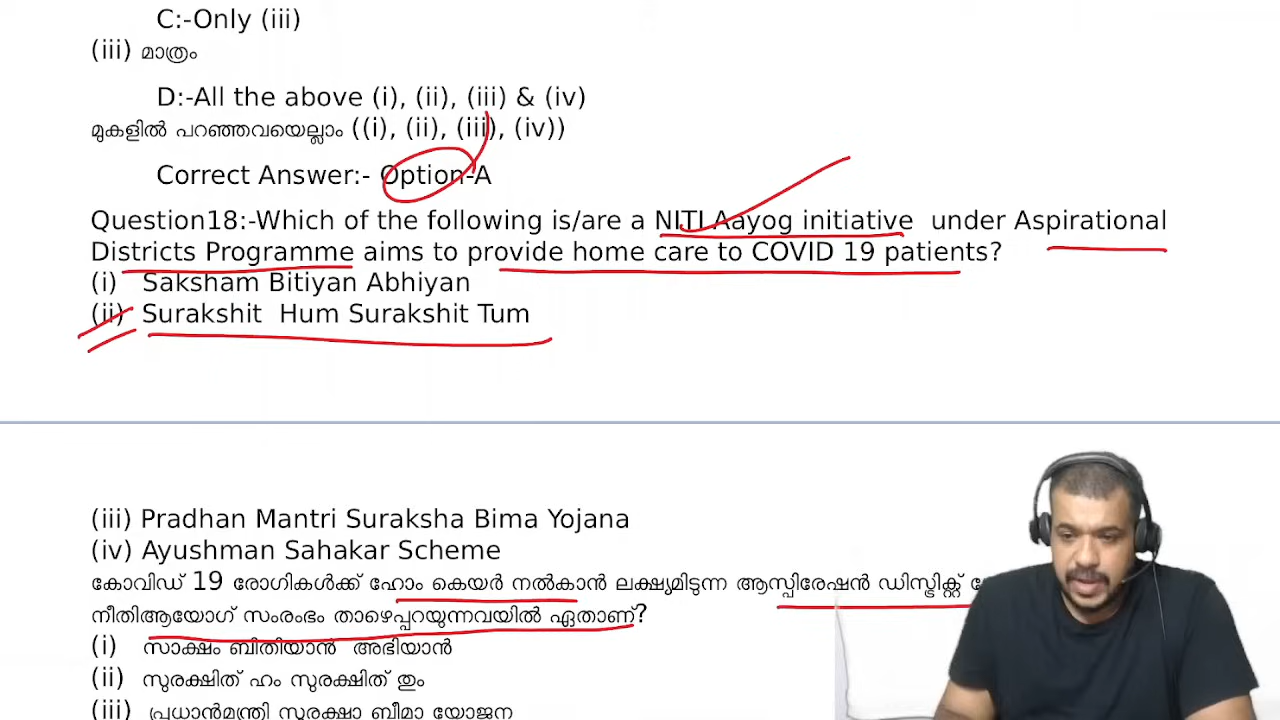 C:-Only (iii)
(iii) മാത്രം
D:-All the above (i), (ii), (iii) & (iv)
മുകളിൽ പറഞ്ഞവയെല്ലാം ((i), (ii), (iii), (iv))
Correct Answer:- Option-A
Question18:-Which of the following is/are a NITI Aayog initiative under Aspirational
Districts Programme aims to provide home care to COVID 19 patients?
(i) Saksham Bitiyan Abhiyan
(ii) Surakshit Hum Surakshit Tum
(iii) Pradhan Mantri Suraksha Bima Yojana
(iv) Ayushman Sahakar Scheme
കോവിഡ് 19 രോഗികൾക്ക് ഹോം കെയർ നൽകാൻ ലക്ഷ്യമിടുന്ന ആസ്പിരേഷൻ ഡിസ്ട്രിക്റ്റ്
നീതിആയോഗ് സംരംഭം താഴെപ്പറയുന്നവയിൽ ഏതാണ്?
(i) സാക്ഷം ബിതിയാൻ അഭിയാൻ
(ii) സുരക്ഷിത് ഹം സുരക്ഷിത് തും
(iii) പ്രധാൻമന്ത്രി സുരക്ഷാ ബീമാ യോജന